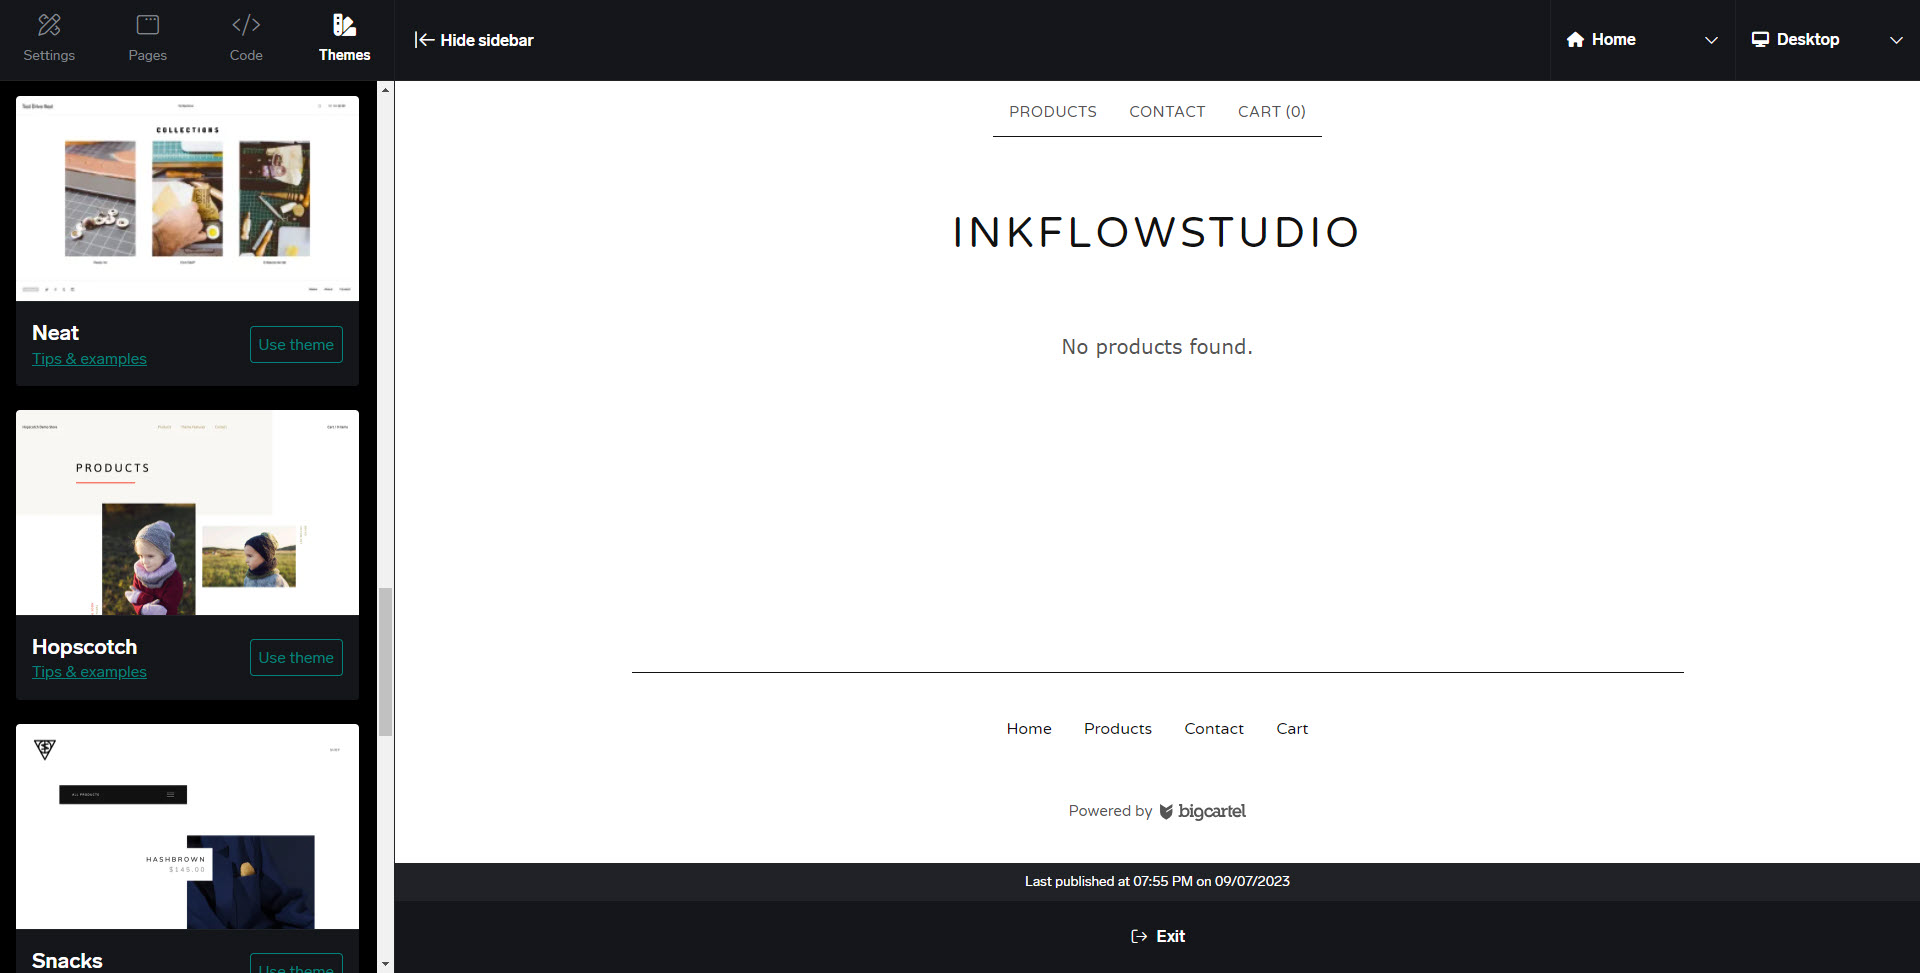 Settings
Pages
Code
Themes
Hide sidebar
Home
Desktop
COLLECTIONS
Neat
Tips & examples
Use theme
PRODUCTS
Hopscotch
Tips & examples
Use theme
ALL PRODUCTS
HASHBROWN
$145.00
Snacks
Use theme
PRODUCTS
CONTACT
CART (0)
INKFLOWSTUDIO
No products found.
Home
Products
Contact
Cart
Powered by bigcartel
Last published at 07:55 PM on 09/07/2023
Exit